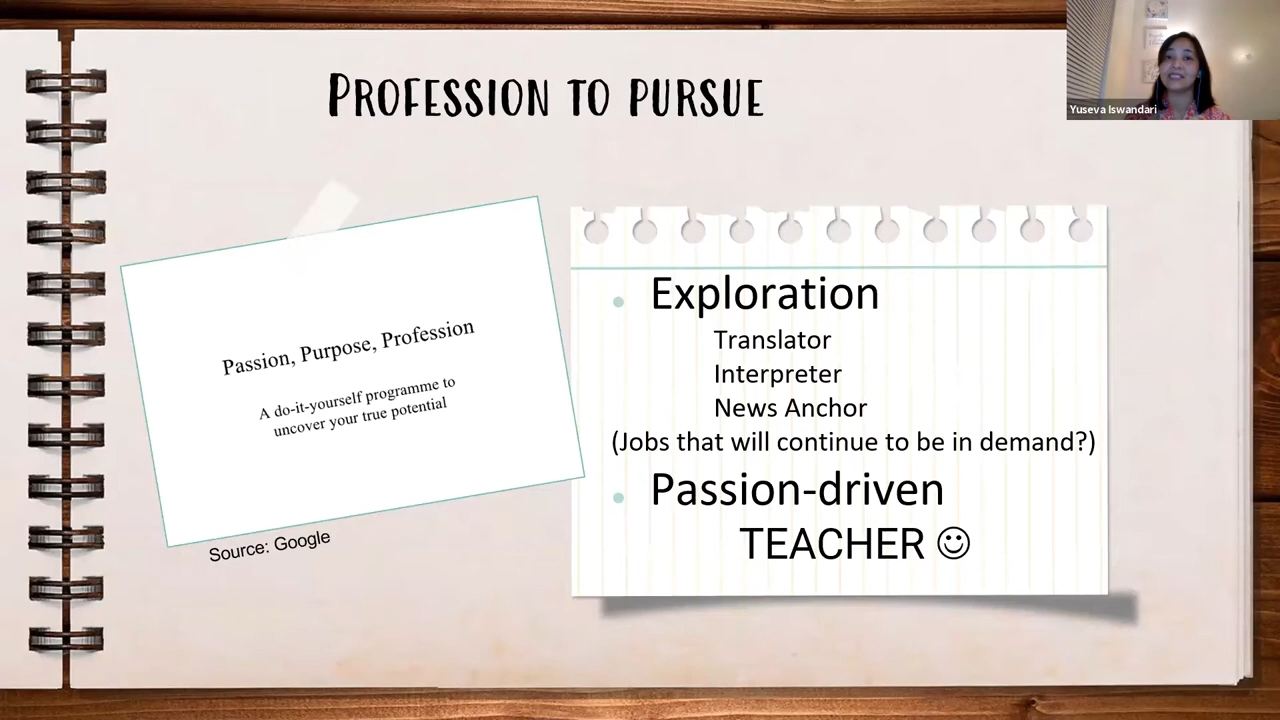 PROFESSION TO PURSUE
Yuseva Iswandari
Passion, Purpose, Profession
A do-it-yourself programme to
uncover your true potential
Source: Google
Exploration
Translator
Interpreter
News Anchor
(Jobs that will continue to be in demand?)
Passion-driven
TEACHER ☺